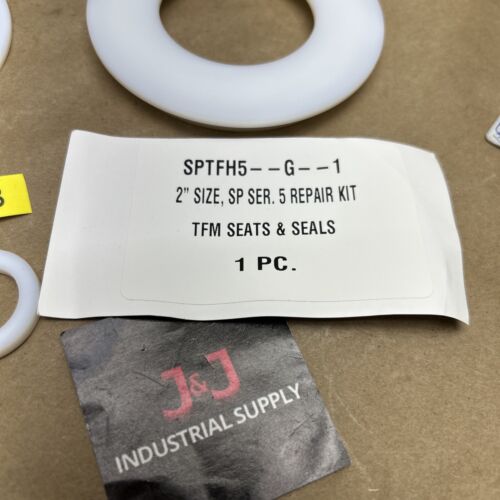 SPTFH5--G--1
2" SIZE, SP SER. 5 REPAIR KIT
TFM SEATS & SEALS
1 PC.
J&J
INDUSTRIAL SUPPLY